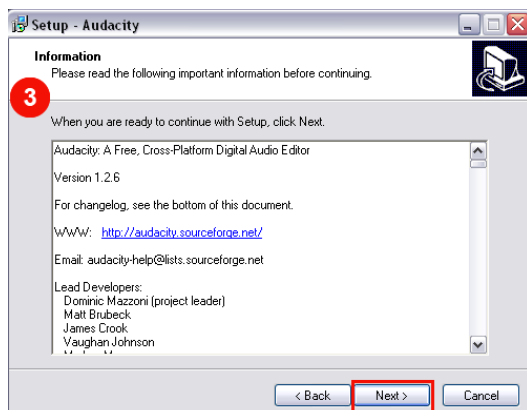 Setup - Audacity
Information
Please read the following important information before continuing.
3
When you are ready to continue with Setup, click Next.
Audacity: A Free, Cross-Platform Digital Audio Editor
Version 1.2.6
For changelog, see the bottom of this document.
WWW: http://audacity.sourceforge.net/
Email: audacity-help@lists.sourceforge.net
Lead Developers:
Dominic Mazzoni (project leader)
Matt Brubeck
James Crook
Vaughan Johnson
< Back Next > Cancel